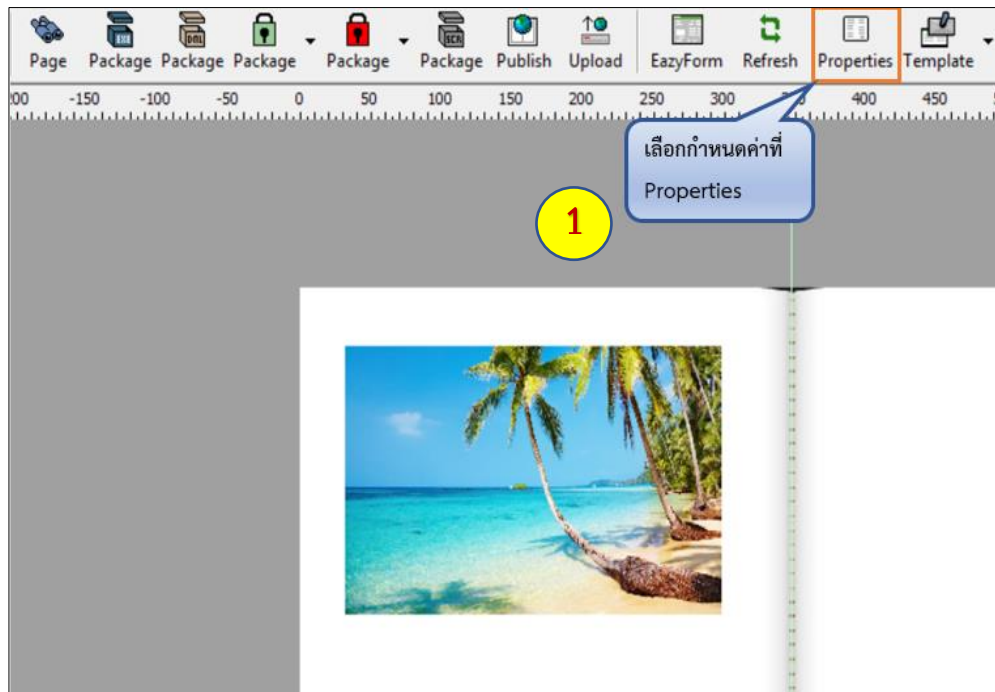 Page Package Package Package Package Package Publish Upload EazyForm Refresh Properties Template
-150 -100 -50 0 50 100 150 200 250 300 400 450
เลือกกำหนดค่าที่
Properties
1